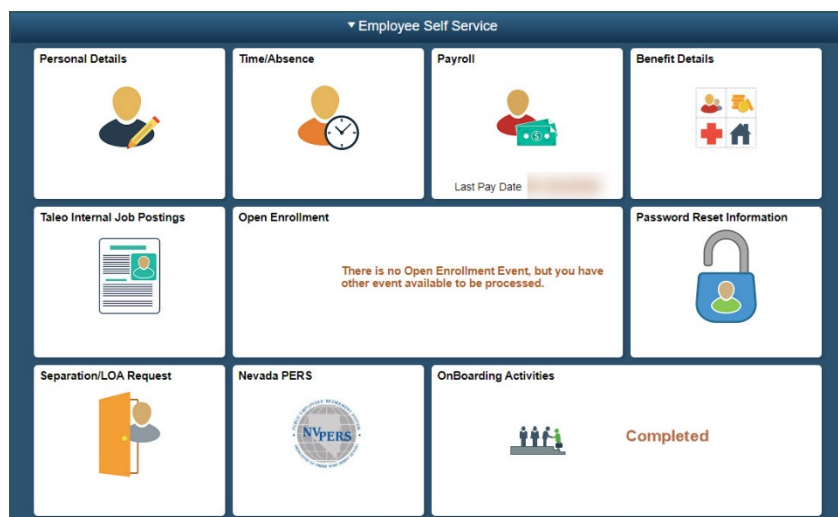 Employee Self Service
Personal Details
Time/Absence
Payroll
Benefit Details
Last Pay Date
Taleo Internal Job Postings
Open Enrollment
Password Reset Information
There is no Open Enrollment Event, but you have
other event available to be processed.
Separation/LOA Request
Nevada PERS
OnBoarding Activities
NVPERS
Completed